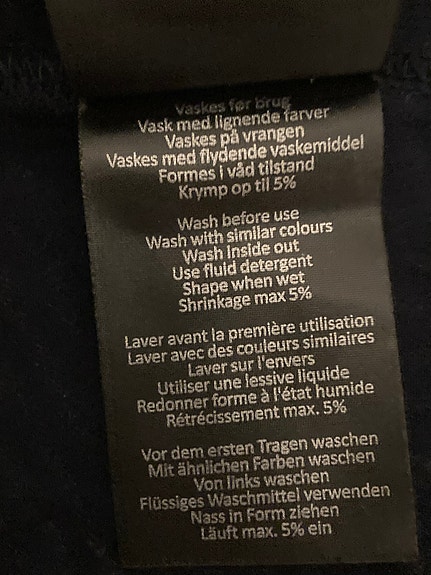 Vaskes før brug
Vask med lignende farver
Vaskes på vrangen
Vaskes med flydende vaskemiddel
Formes i våd tilstand
Krymp op til 5%
Wash before use
Wash with similar colours
Wash inside out
Use fluid detergent
Shape when wet
Shrinkage max 5%
Laver avant la première utilisation
Laver avec des couleurs similaires
Laver sur l'envers
Utiliser une lessive liquide
Redonner forme à l'état humide
Rétrécissement max. 5%
Vor dem ersten Tragen waschen
Mit ähnlichen Farben waschen
Von links waschen
Flüssiges Waschmittel verwenden
Nass in Form ziehen
Läuft max. 5% ein